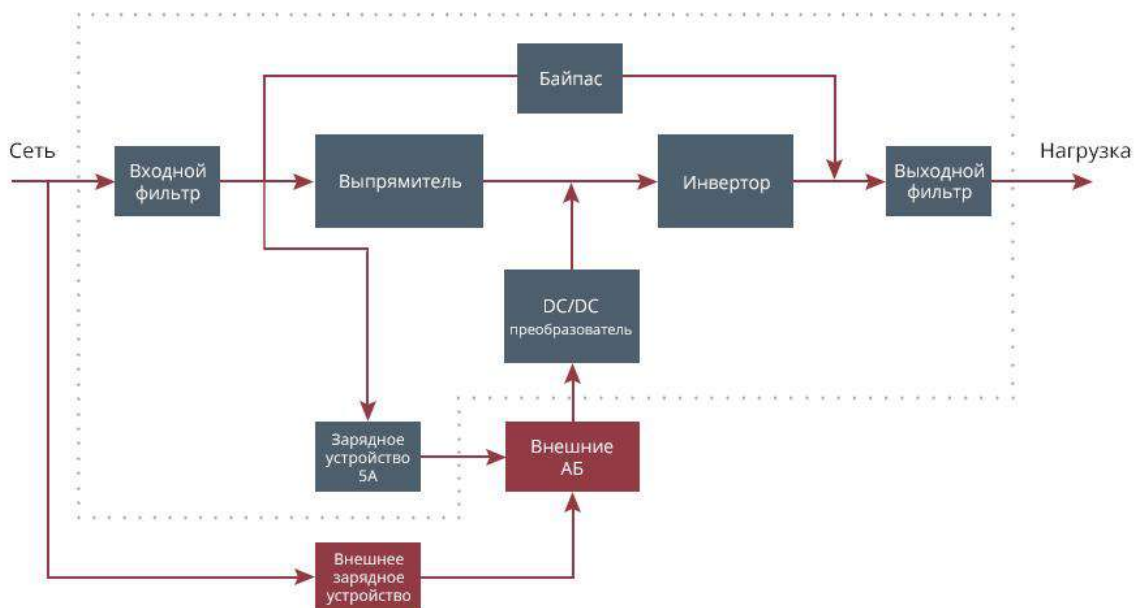 Байпас
Сеть
Нагрузка
Входной
фильтр
Выпрямитель
Инвертор
Выходной
фильтр
DC/DC
преобразователь
Зарядное
устройство
5А
Внешние
АБ
Внешнее
зарядное
устройство